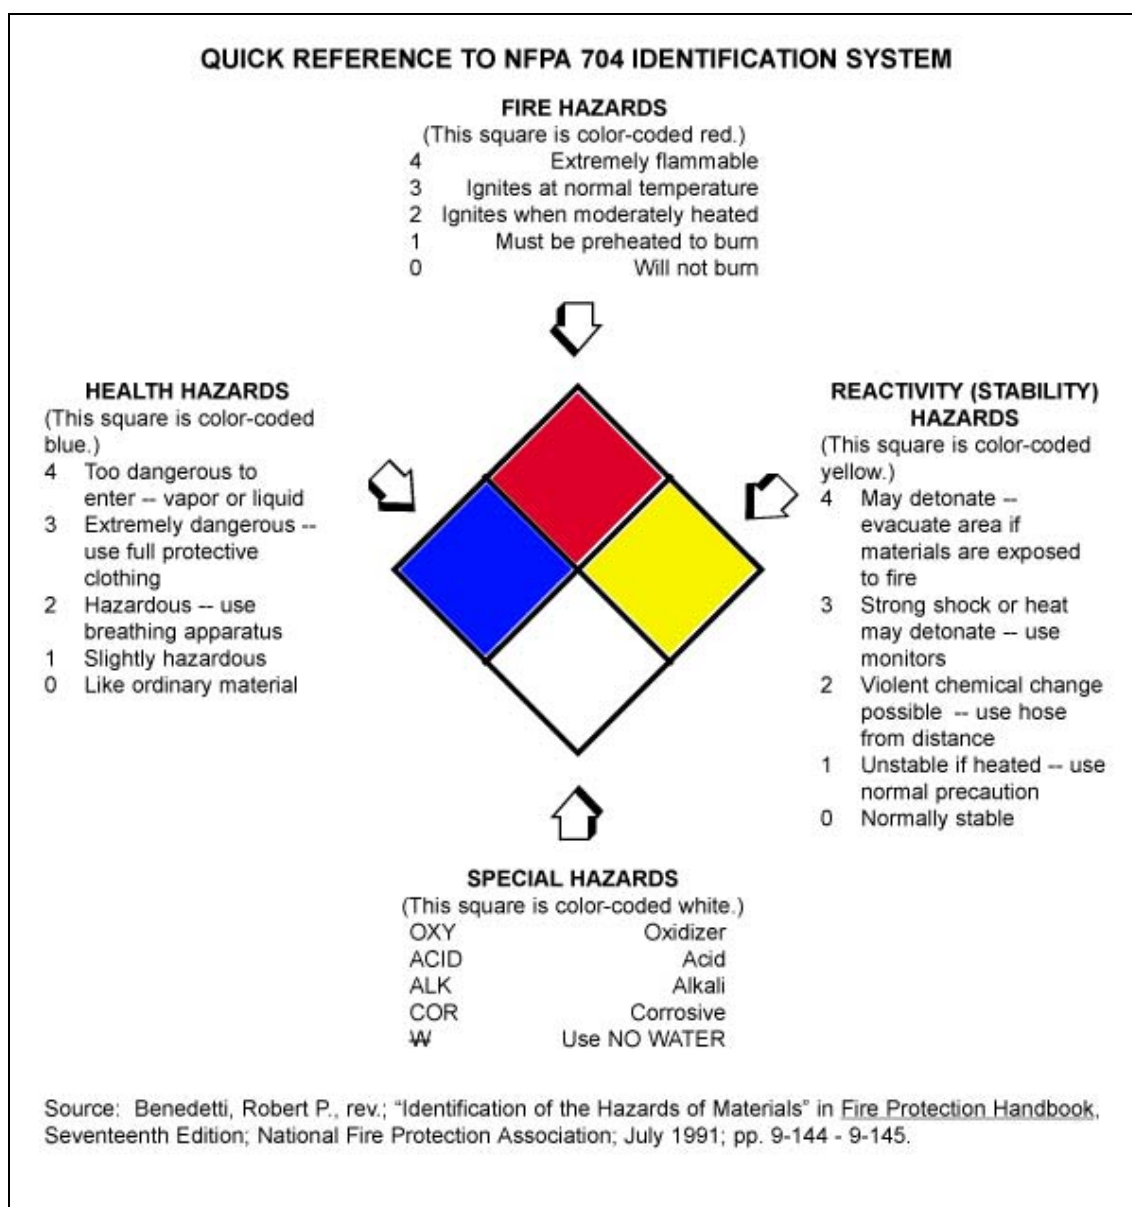 QUICK REFERENCE TO NFPA 704 IDENTIFICATION SYSTEM
FIRE HAZARDS
(This square is color-coded red.)
4 Extremely flammable
3 Ignites at normal temperature
2 Ignites when moderately heated
1 Must be preheated to burn
0 Will not burn
HEALTH HAZARDS
(This square is color-coded
blue.)
4 Too dangerous to
enter -- vapor or liquid
3 Extremely dangerous --
use full protective
clothing
2 Hazardous -- use
breathing apparatus
1 Slightly hazardous
0 Like ordinary material
REACTIVITY (STABILITY)
HAZARDS
(This square is color-coded
yellow.)
4 May detonate --
evacuate area if
materials are exposed
to fire
3 Strong shock or heat
may detonate -- use
monitors
2 Violent chemical change
possible -- use hose
from distance
1 Unstable if heated -- use
normal precaution
0 Normally stable
SPECIAL HAZARDS
(This square is color-coded white.)
OXY Oxidizer
ACID Acid
ALK Alkali
COR Corrosive
W Use NO WATER
Source: Benedetti, Robert P., rev.; “Identification of the Hazards of Materials” in Fire Protection Handbook,
Seventeenth Edition; National Fire Protection Association; July 1991; pp. 9-144 - 9-145.